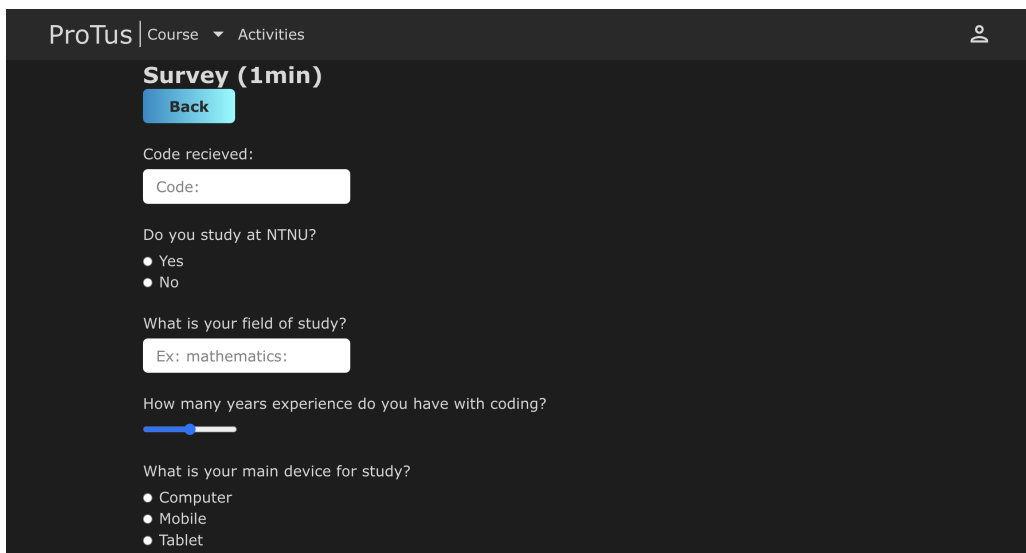 ProTus Course Activities
Survey (1min)
Back
Code recieved:
Code:
Do you study at NTNU?
Yes
No
What is your field of study?
Ex: mathematics:
How many years experience do you have with coding?
What is your main device for study?
Computer
Mobile
Tablet